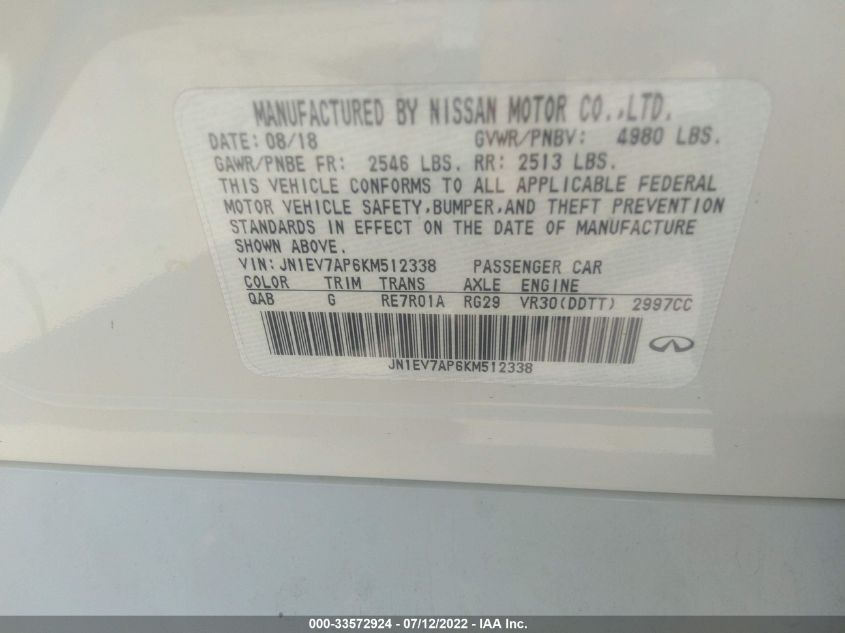 MANUFACTURED BY NISSAN MOTOR CO.,LTD.
DATE: 08/18 GVWR/PNBV: 4980 LBS.
GAWR/PNBE FR: 2546 LBS. RR: 2513 LBS.
THIS VEHICLE CONFORMS TO ALL APPLICABLE FEDERAL
MOTOR VEHICLE SAFETY,BUMPER,AND THEFT PREVENTION
STANDARDS IN EFFECT ON THE DATE OF MANUFACTURE
SHOWN ABOVE.
VIN: JN1EV7AP6KM512338 PASSENGER CAR
COLOR TRIM TRANS AXLE ENGINE
QAB G RE7R01A RG29 VR30(DDTT) 2997CC
JN1EV7AP6KM512338
000-33572924 - 07/12/2022 - IAA Inc.